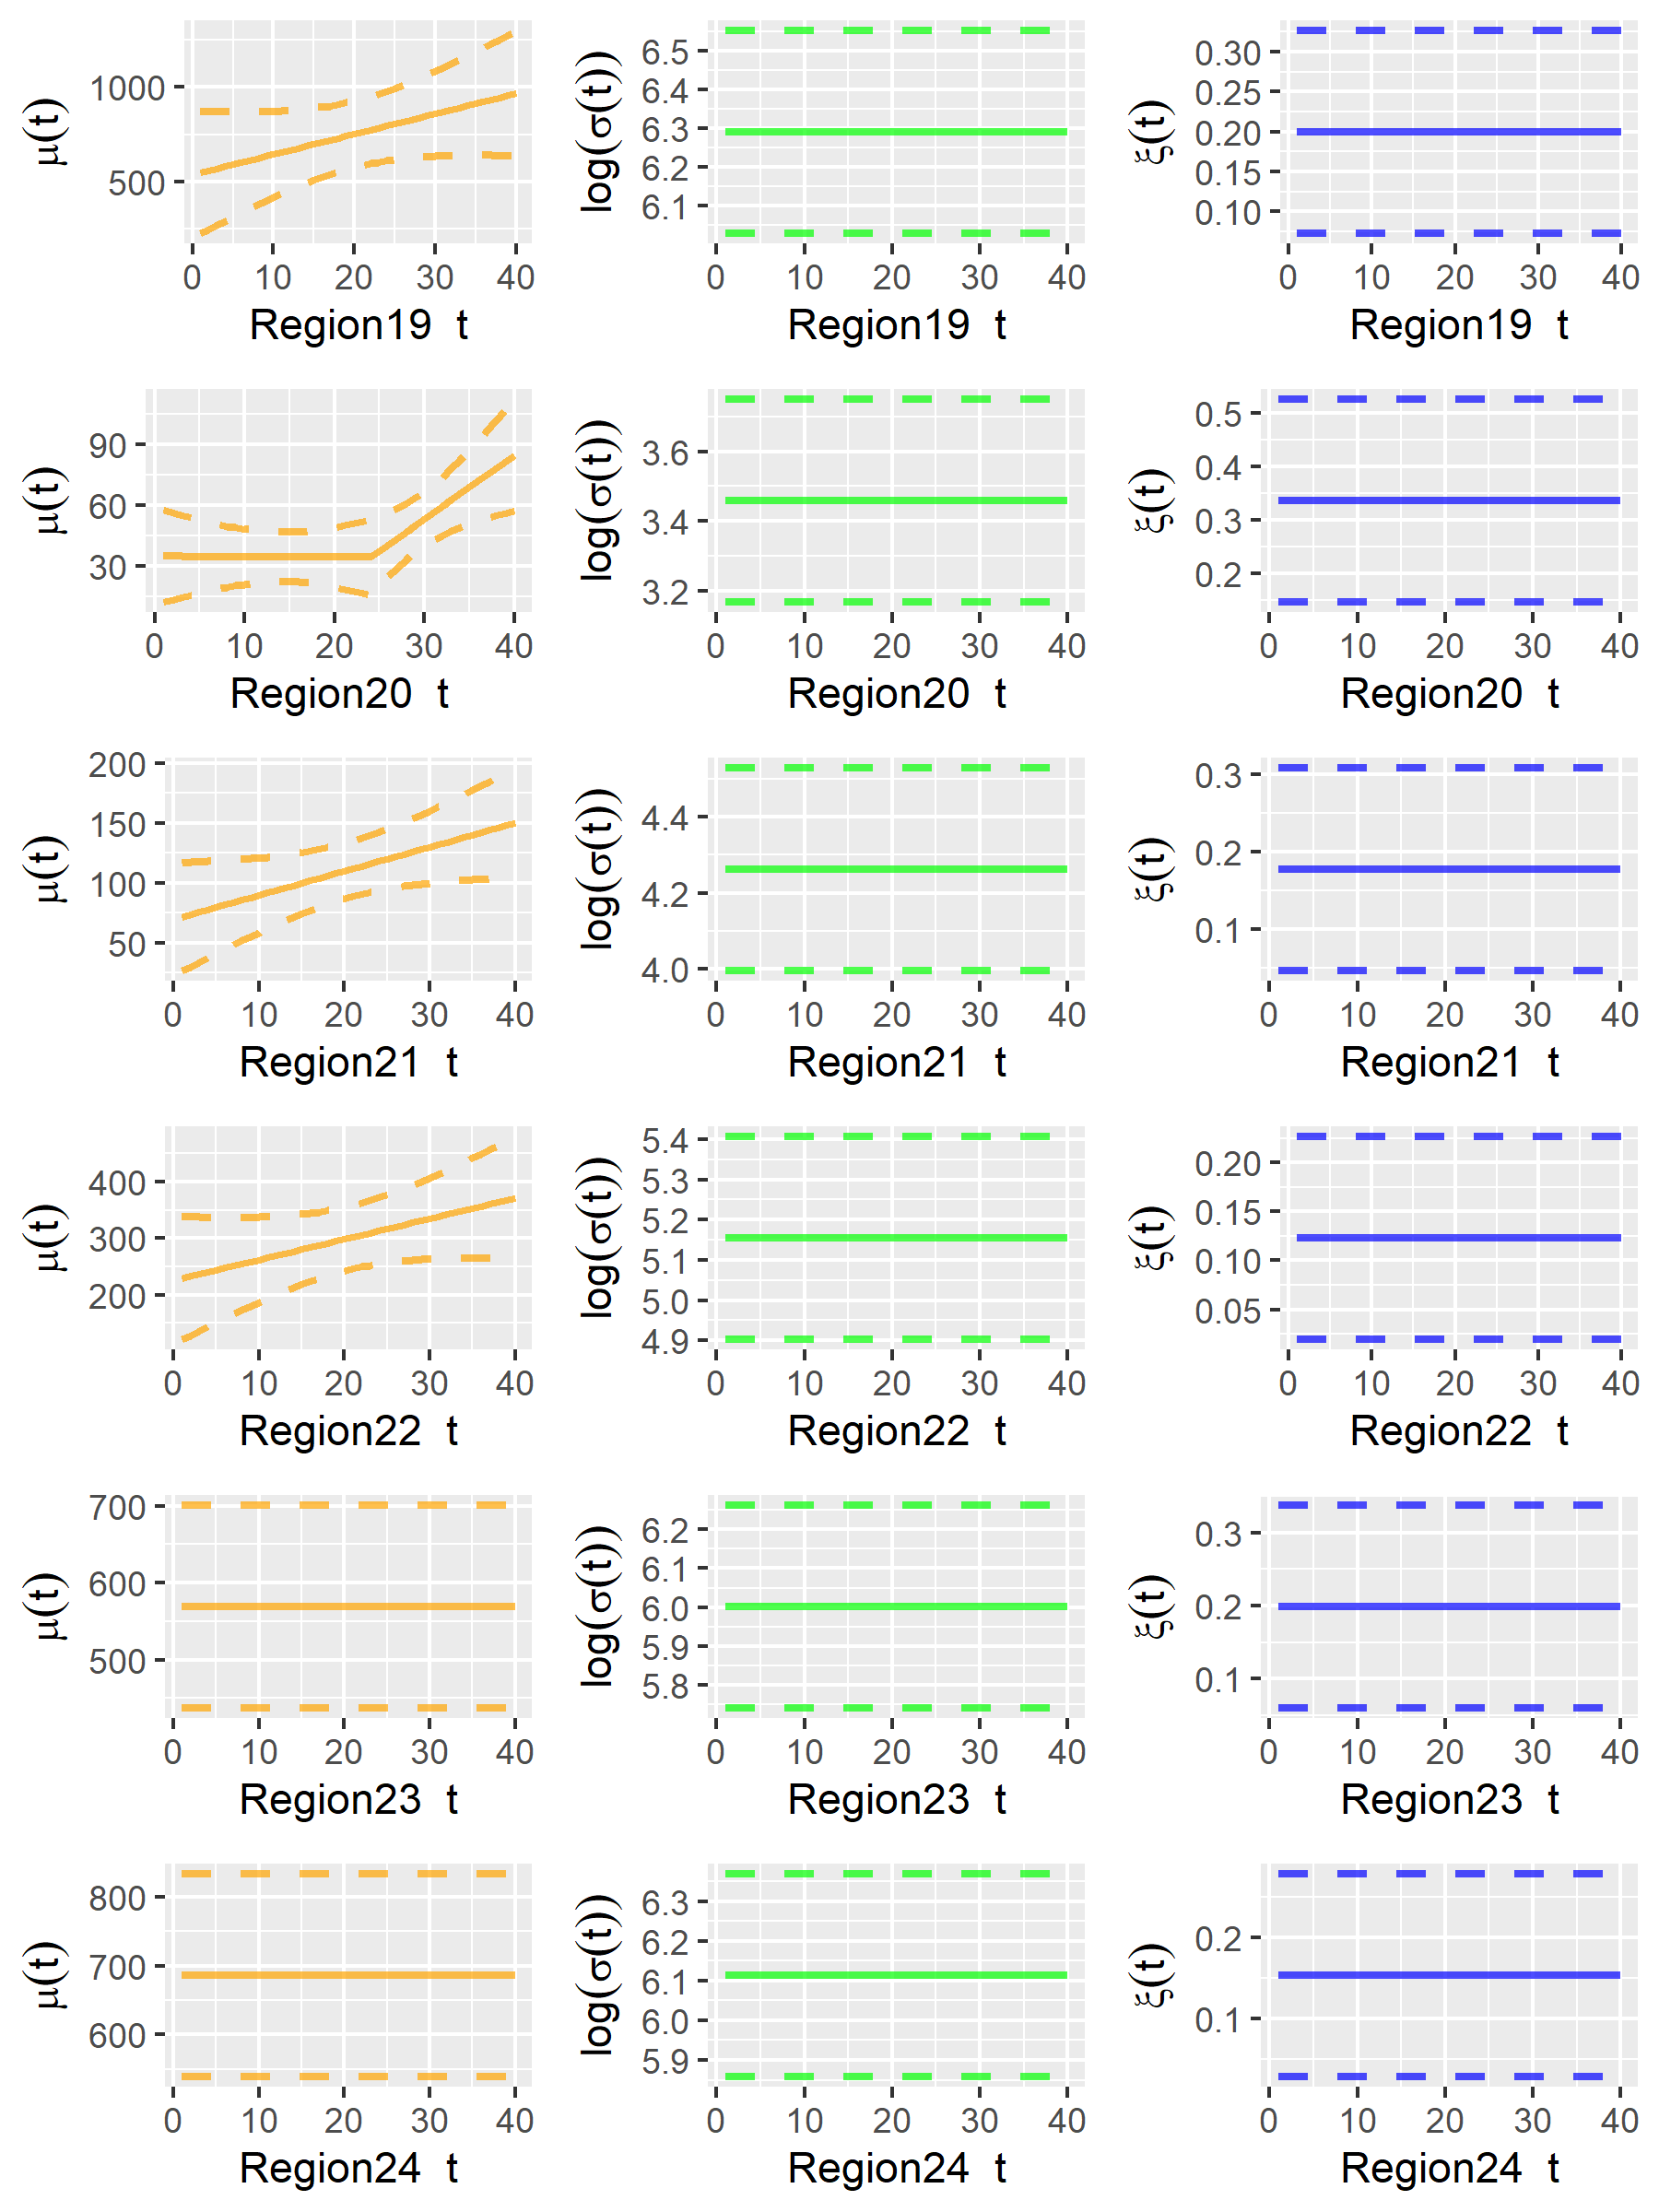 μ(t)
1000
500
0 10 20 30 40
Region19 t
log(σ(t))
6.5
6.4
6.3
6.2
6.1
0 10 20 30 40
Region19 t
ξ(t)
0.30
0.25
0.20
0.15
0.10
0 10 20 30 40
Region19 t
μ(t)
90
60
30
0 10 20 30 40
Region20 t
log(σ(t))
3.6
3.4
3.2
0 10 20 30 40
Region20 t
ξ(t)
0.5
0.4
0.3
0.2
0 10 20 30 40
Region20 t
μ(t)
200
150
100
50
0 10 20 30 40
Region21 t
log(σ(t))
4.4
4.2
4.0
0 10 20 30 40
Region21 t
ξ(t)
0.3
0.2
0.1
0 10 20 30 40
Region21 t
μ(t)
400
300
200
0 10 20 30 40
Region22 t
log(σ(t))
5.4
5.3
5.2
5.1
5.0
4.9
0 10 20 30 40
Region22 t
ξ(t)
0.20
0.15
0.10
0.05
0 10 20 30 40
Region22 t
μ(t)
700
600
500
0 10 20 30 40
Region23 t
log(σ(t))
6.2
6.1
6.0
5.9
5.8
0 10 20 30 40
Region23 t
ξ(t)
0.3
0.2
0.1
0 10 20 30 40
Region23 t
μ(t)
800
700
600
0 10 20 30 40
Region24 t
log(σ(t))
6.3
6.2
6.1
6.0
5.9
0 10 20 30 40
Region24 t
ξ(t)
0.2
0.1
0 10 20 30 40
Region24 t